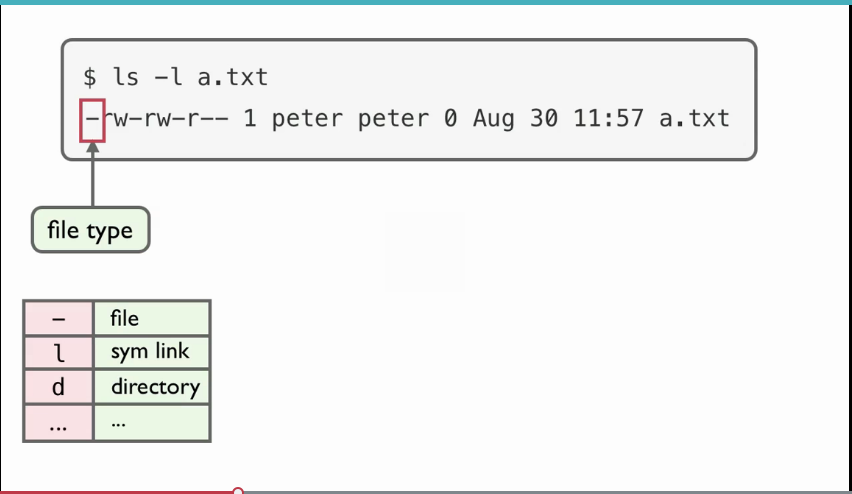 $ ls -l a.txt
-rw-rw-r-- 1 peter peter 0 Aug 30 11:57 a.txt
file type
- file
l sym link
d directory
... ...